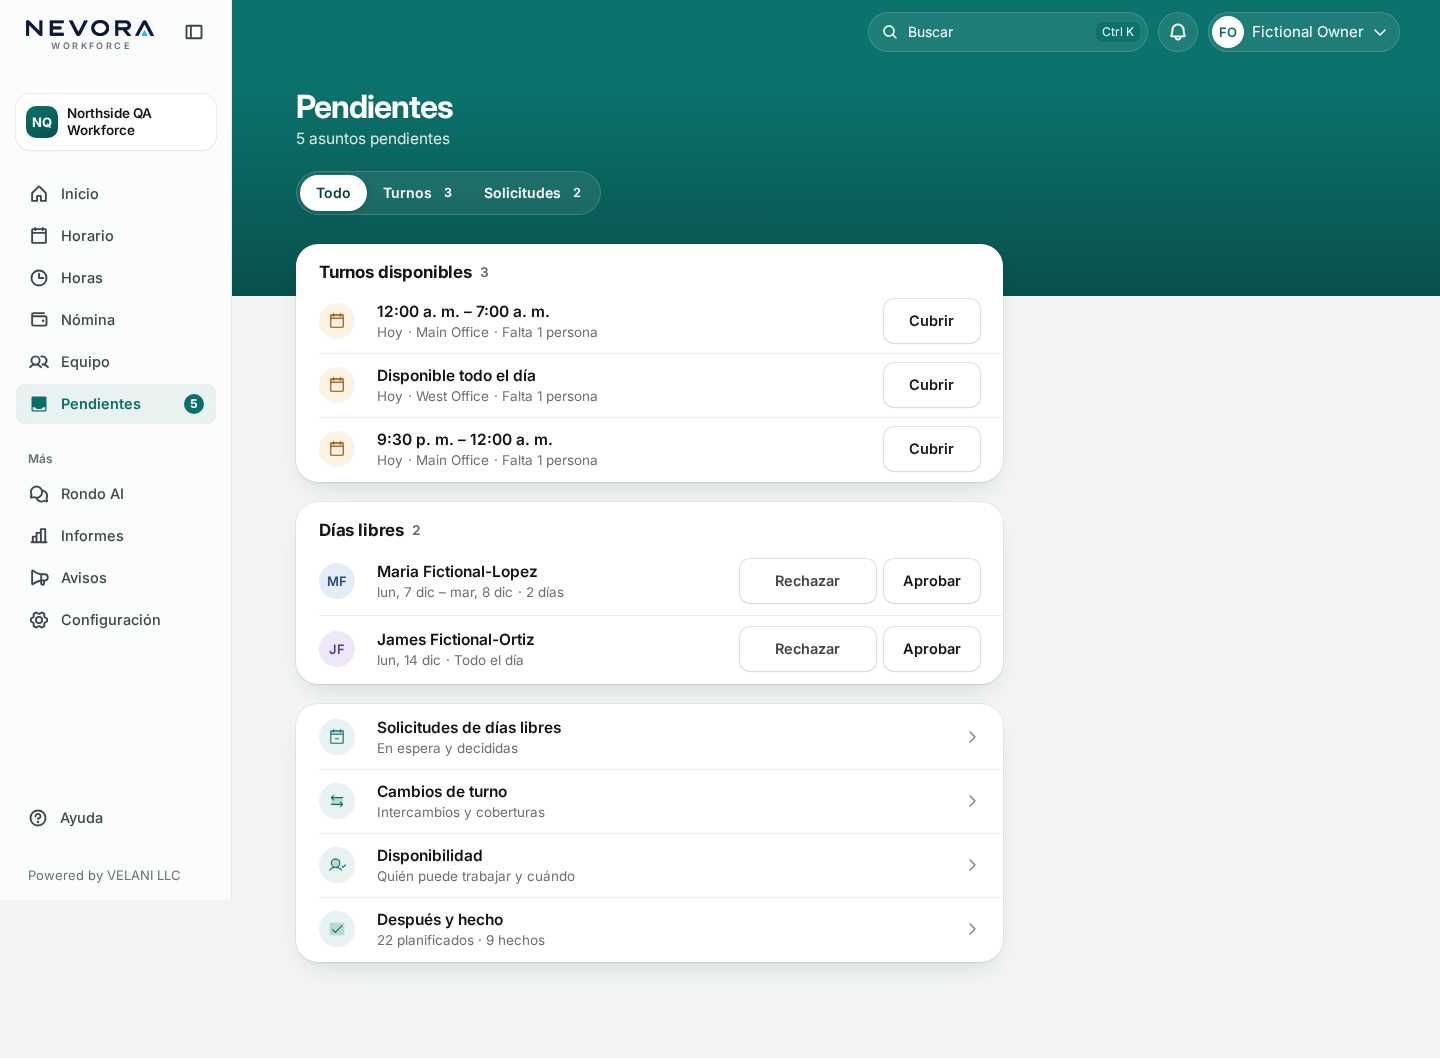 NEVORA
WORKFORCE
Buscar
Ctrl K
FO
Fictional Owner
NQ
Northside QA
Workforce
Inicio
Horario
Horas
Nómina
Equipo
Pendientes
5
Más
Rondo AI
Informes
Avisos
Configuración
Ayuda
Powered by VELANI LLC
Pendientes
5 asuntos pendientes
Todo
Turnos 3
Solicitudes 2
Turnos disponibles 3
12:00 a. m. – 7:00 a. m.
Hoy · Main Office · Falta 1 persona
Cubrir
Disponible todo el día
Hoy · West Office · Falta 1 persona
Cubrir
9:30 p. m. – 12:00 a. m.
Hoy · Main Office · Falta 1 persona
Cubrir
Días libres 2
MF
Maria Fictional-Lopez
lun, 7 dic – mar, 8 dic · 2 días
Rechazar
Aprobar
JF
James Fictional-Ortiz
lun, 14 dic · Todo el día
Rechazar
Aprobar
Solicitudes de días libres
En espera y decididas
Cambios de turno
Intercambios y coberturas
Disponibilidad
Quién puede trabajar y cuándo
Después y hecho
22 planificados · 9 hechos